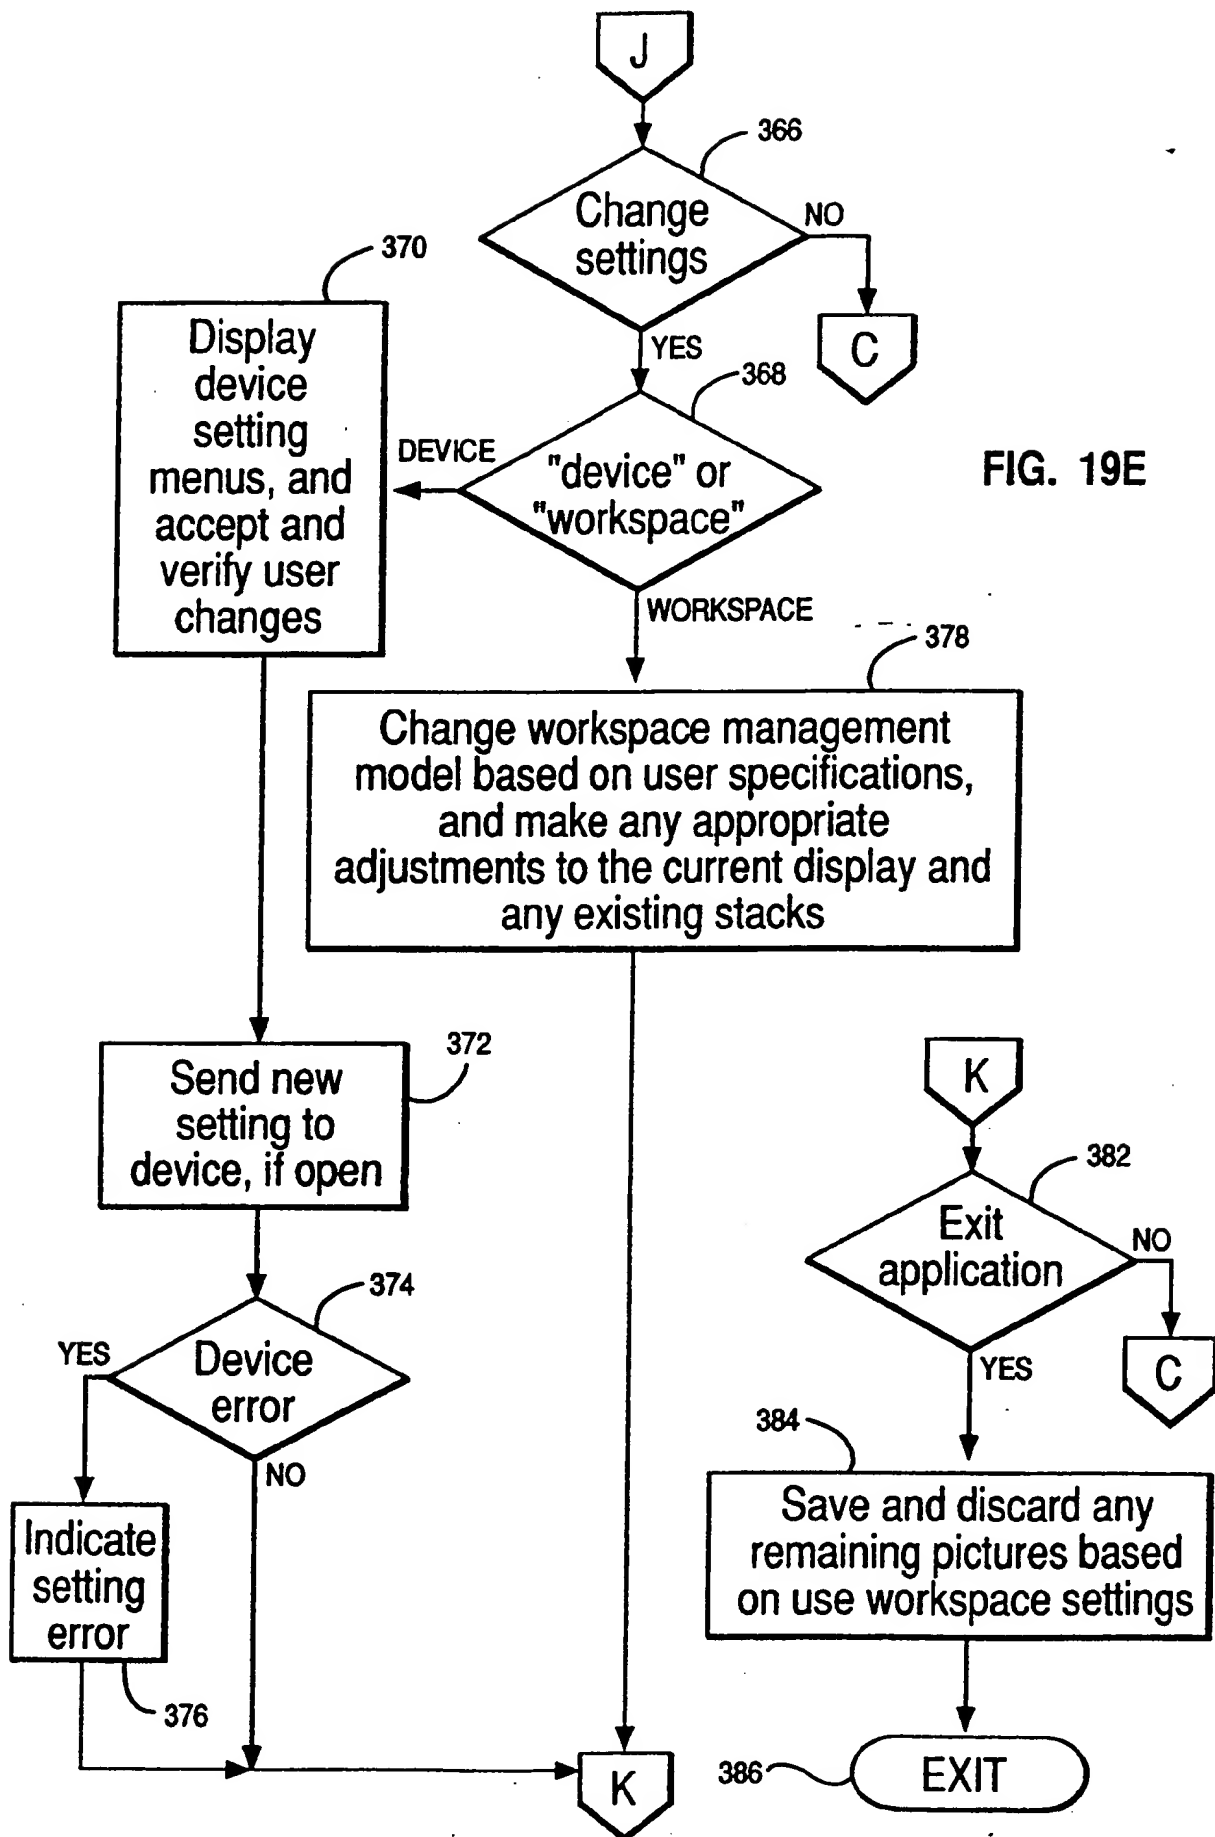 J
366
Change
settings
NO
C
YES
368
370
Display
device
setting
menus, and
accept and
verify user
changes
DEVICE
"device" or
"workspace"
FIG. 19E
WORKSPACE
378
Change workspace management
model based on user specifications,
and make any appropriate
adjustments to the current display and
any existing stacks
372
Send new
setting to
device, if open
374
Device
error
YES
NO
Indicate
setting
error
376
K
K
382
Exit
application
NO
C
YES
384
Save and discard any
remaining pictures based
on use workspace settings
386
EXIT